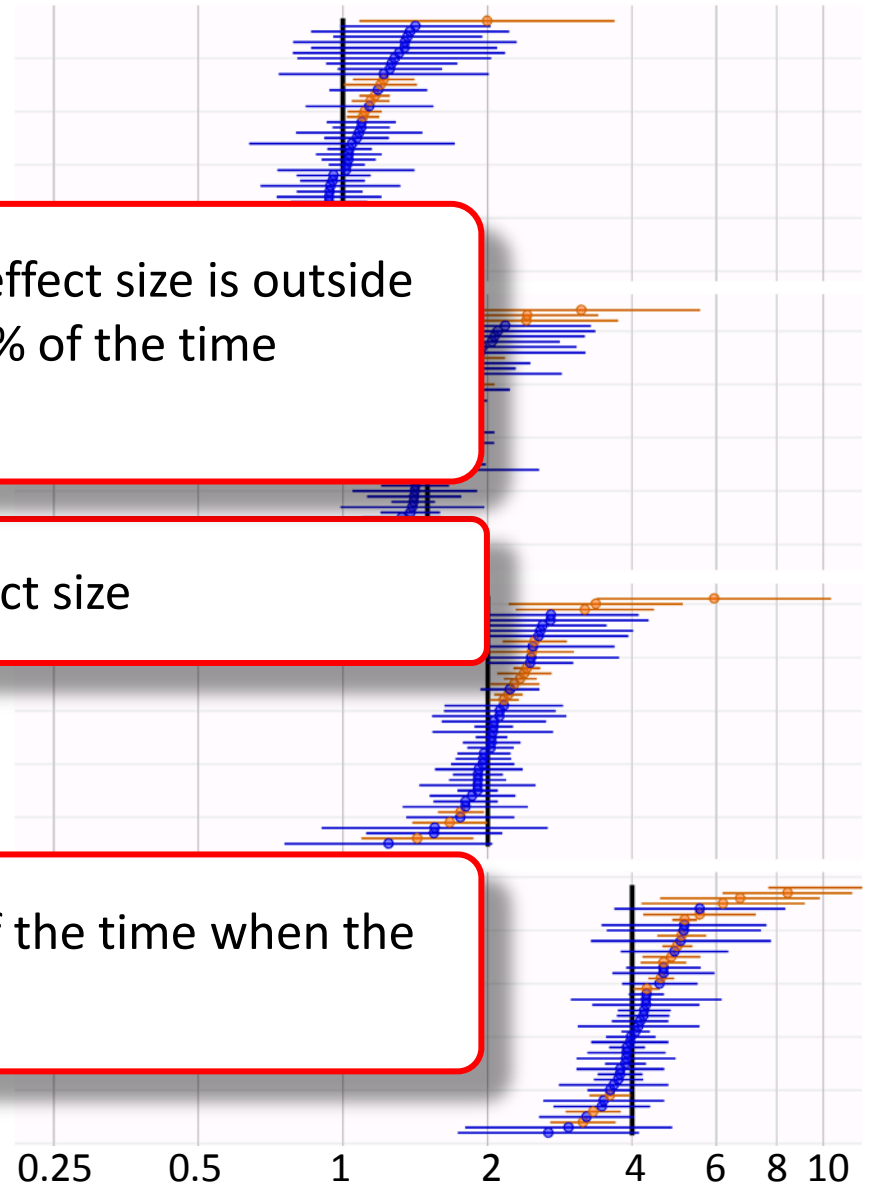 effect size is outside
% of the time
ct size
f the time when the
0.25 0.5 1 2 4 6 8 10